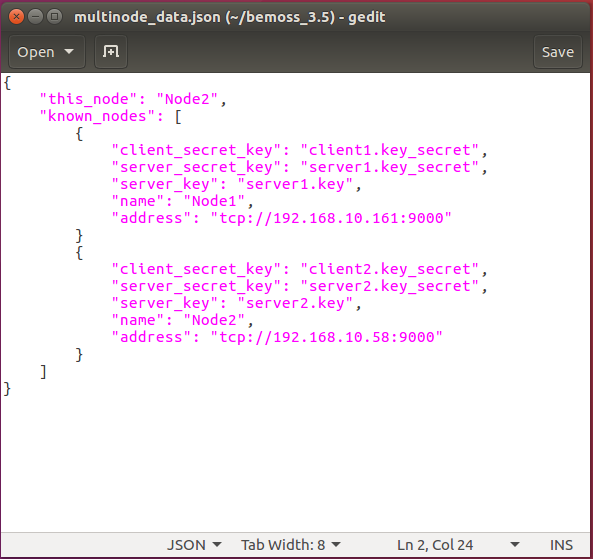 multinode_data.json (~/bemoss_3.5) - gedit
Open Save
{
    "this_node": "Node2",
    "known_nodes": [
        {
            "client_secret_key": "client1.key_secret",
            "server_secret_key": "server1.key_secret",
            "server_key": "server1.key",
            "name": "Node1",
            "address": "tcp://192.168.10.161:9000"
        }
        {
            "client_secret_key": "client2.key_secret",
            "server_secret_key": "server2.key_secret",
            "server_key": "server2.key",
            "name": "Node2",
            "address": "tcp://192.168.10.58:9000"
        }
    ]
}
JSON Tab Width: 8 Ln 2, Col 24 INS